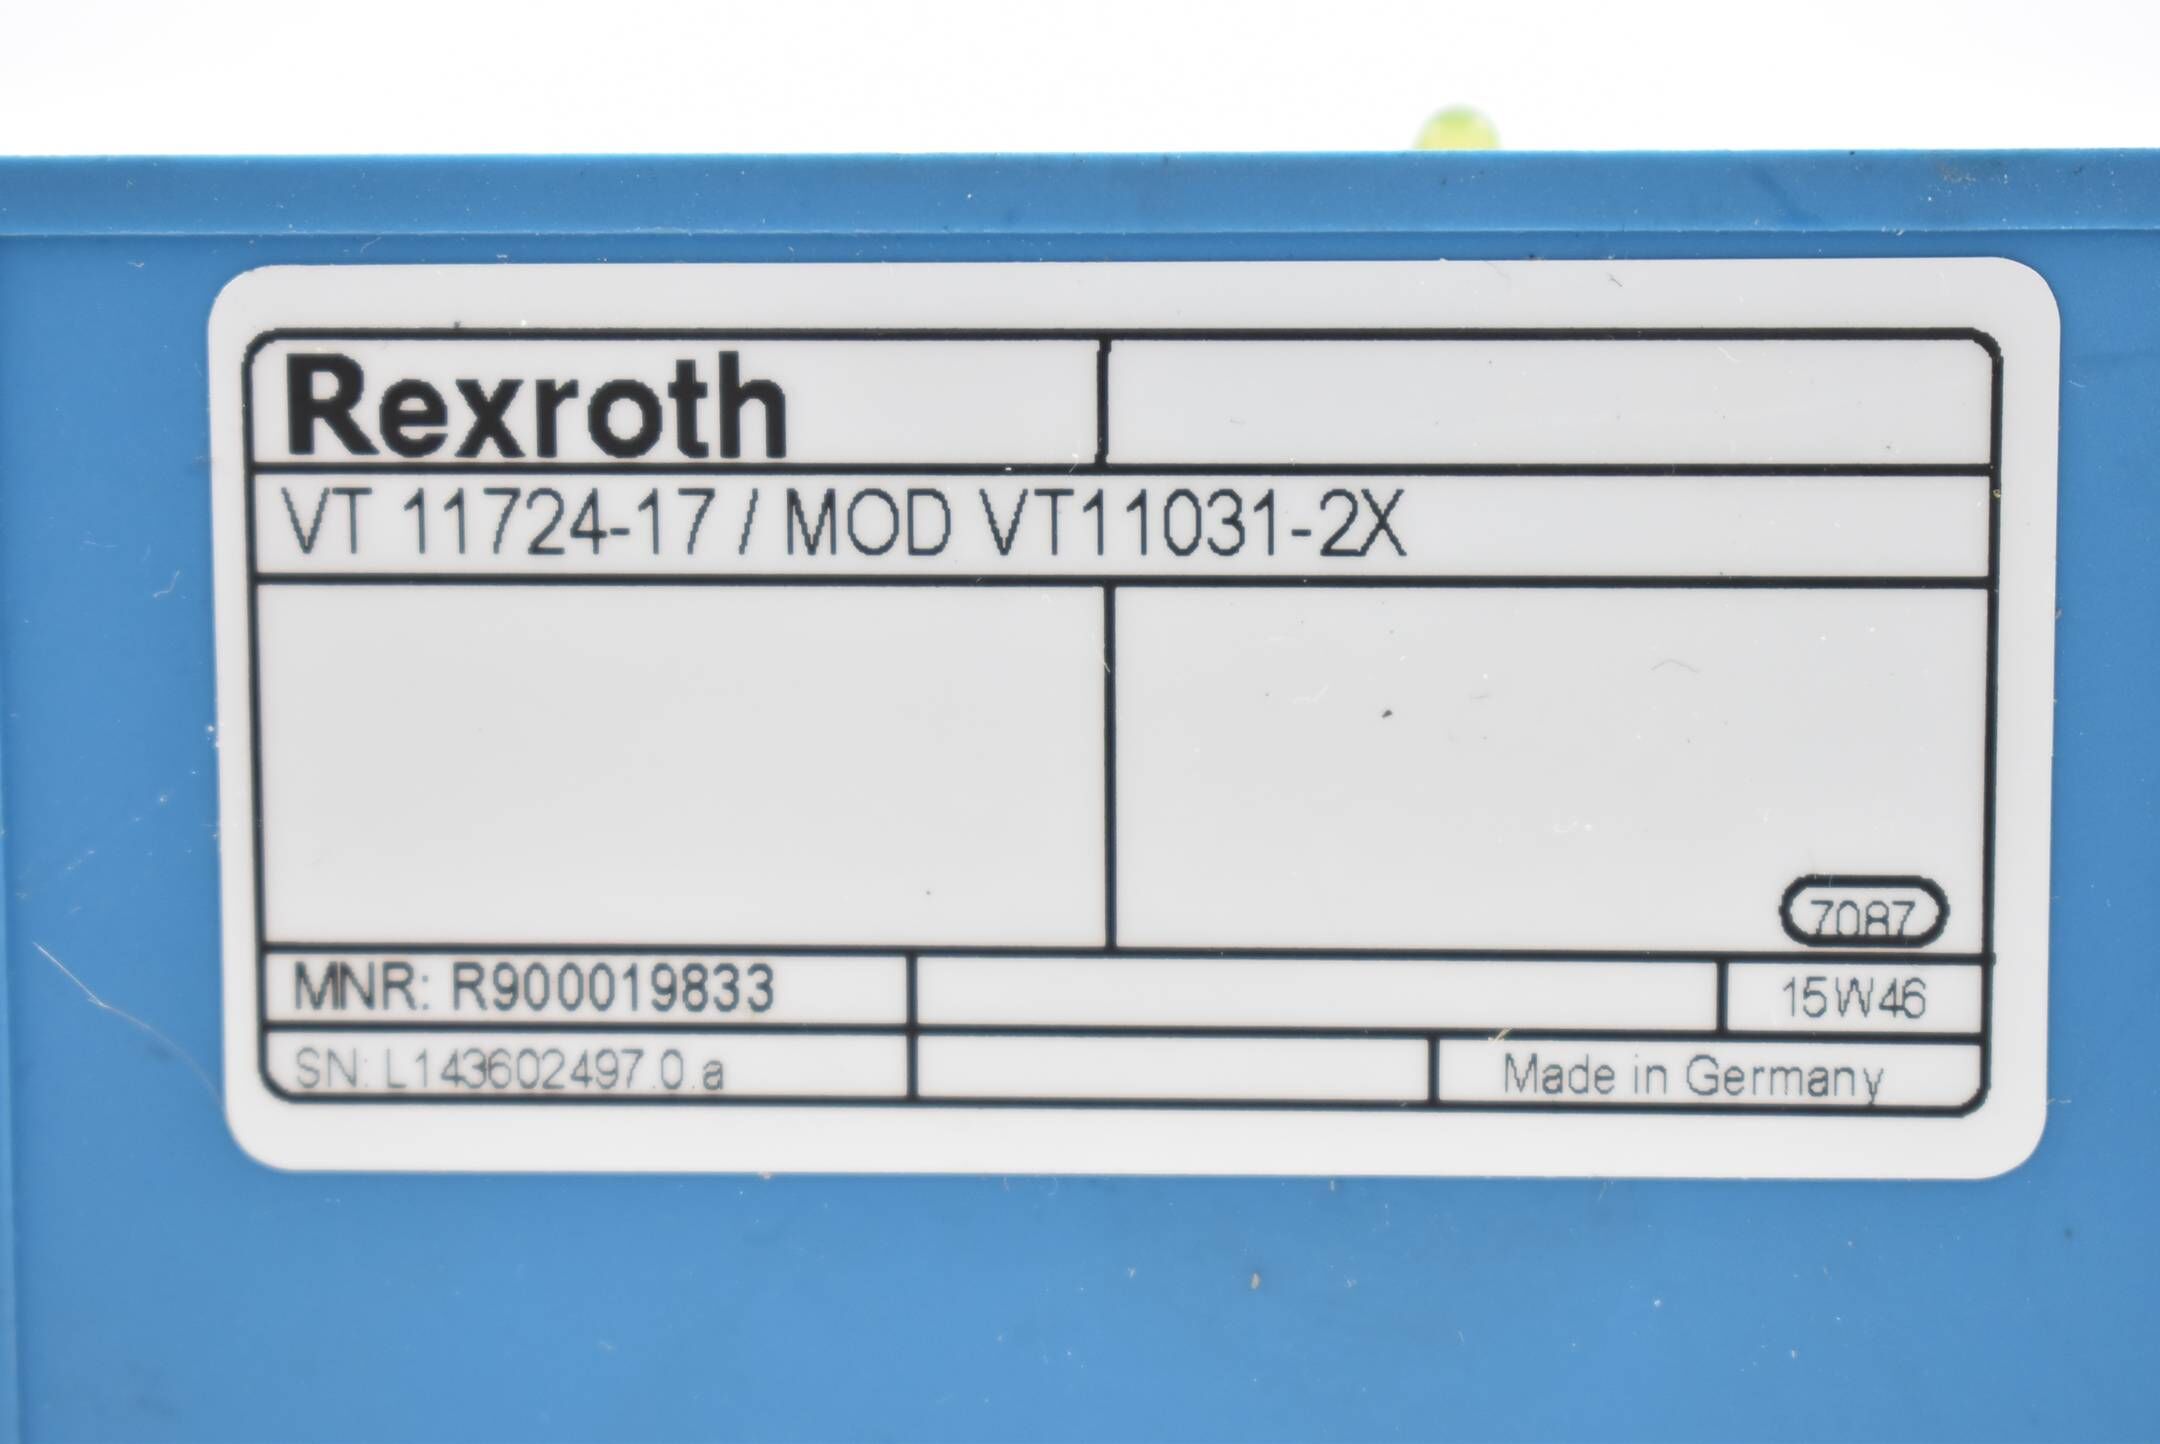 Rexroth
VT 11724-17 / MOD VT11031-2X
7087
MNR: R900019833
15W46
SN: L143602497.0.a
Made in Germany